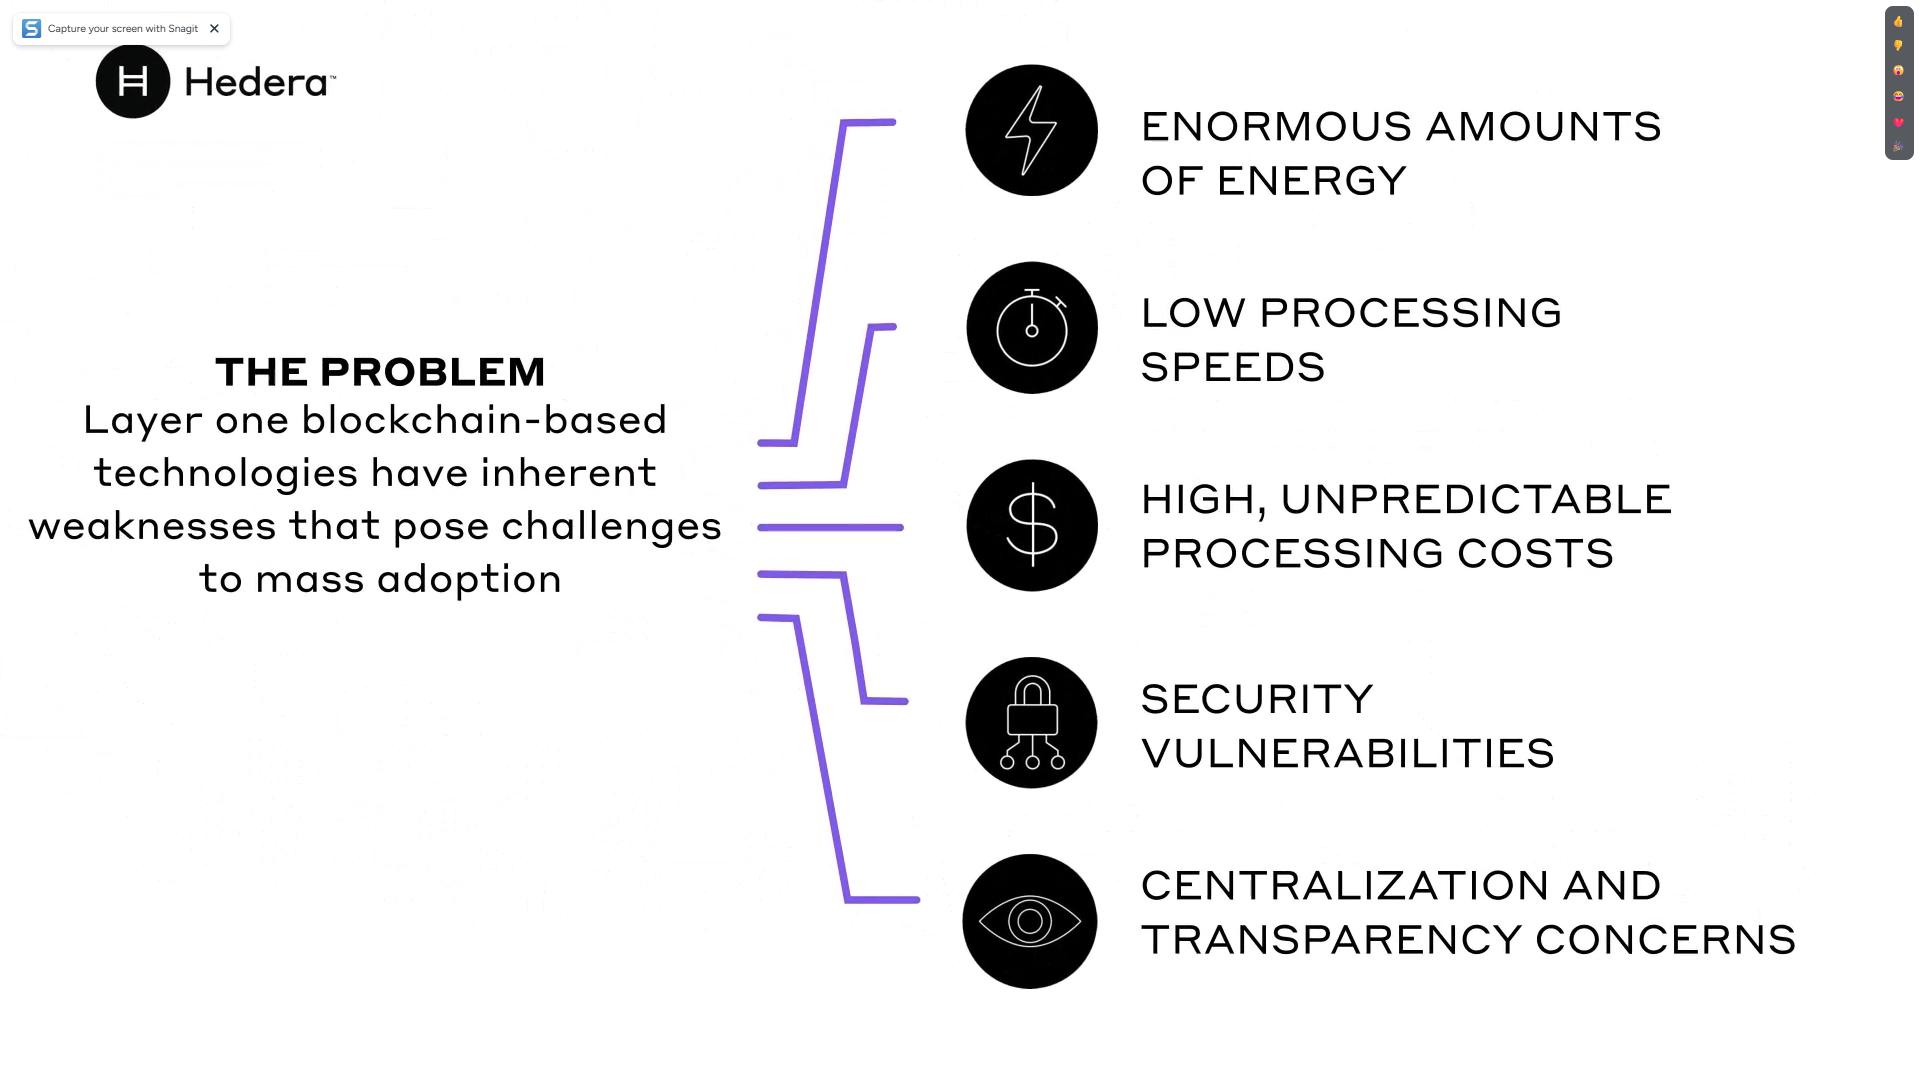 Capture your screen with Snagit
Hedera™
THE PROBLEM
Layer one blockchain-based
technologies have inherent
weaknesses that pose challenges
to mass adoption
ENORMOUS AMOUNTS
OF ENERGY
LOW PROCESSING
SPEEDS
HIGH, UNPREDICTABLE
PROCESSING COSTS
SECURITY
VULNERABILITIES
CENTRALIZATION AND
TRANSPARENCY CONCERNS